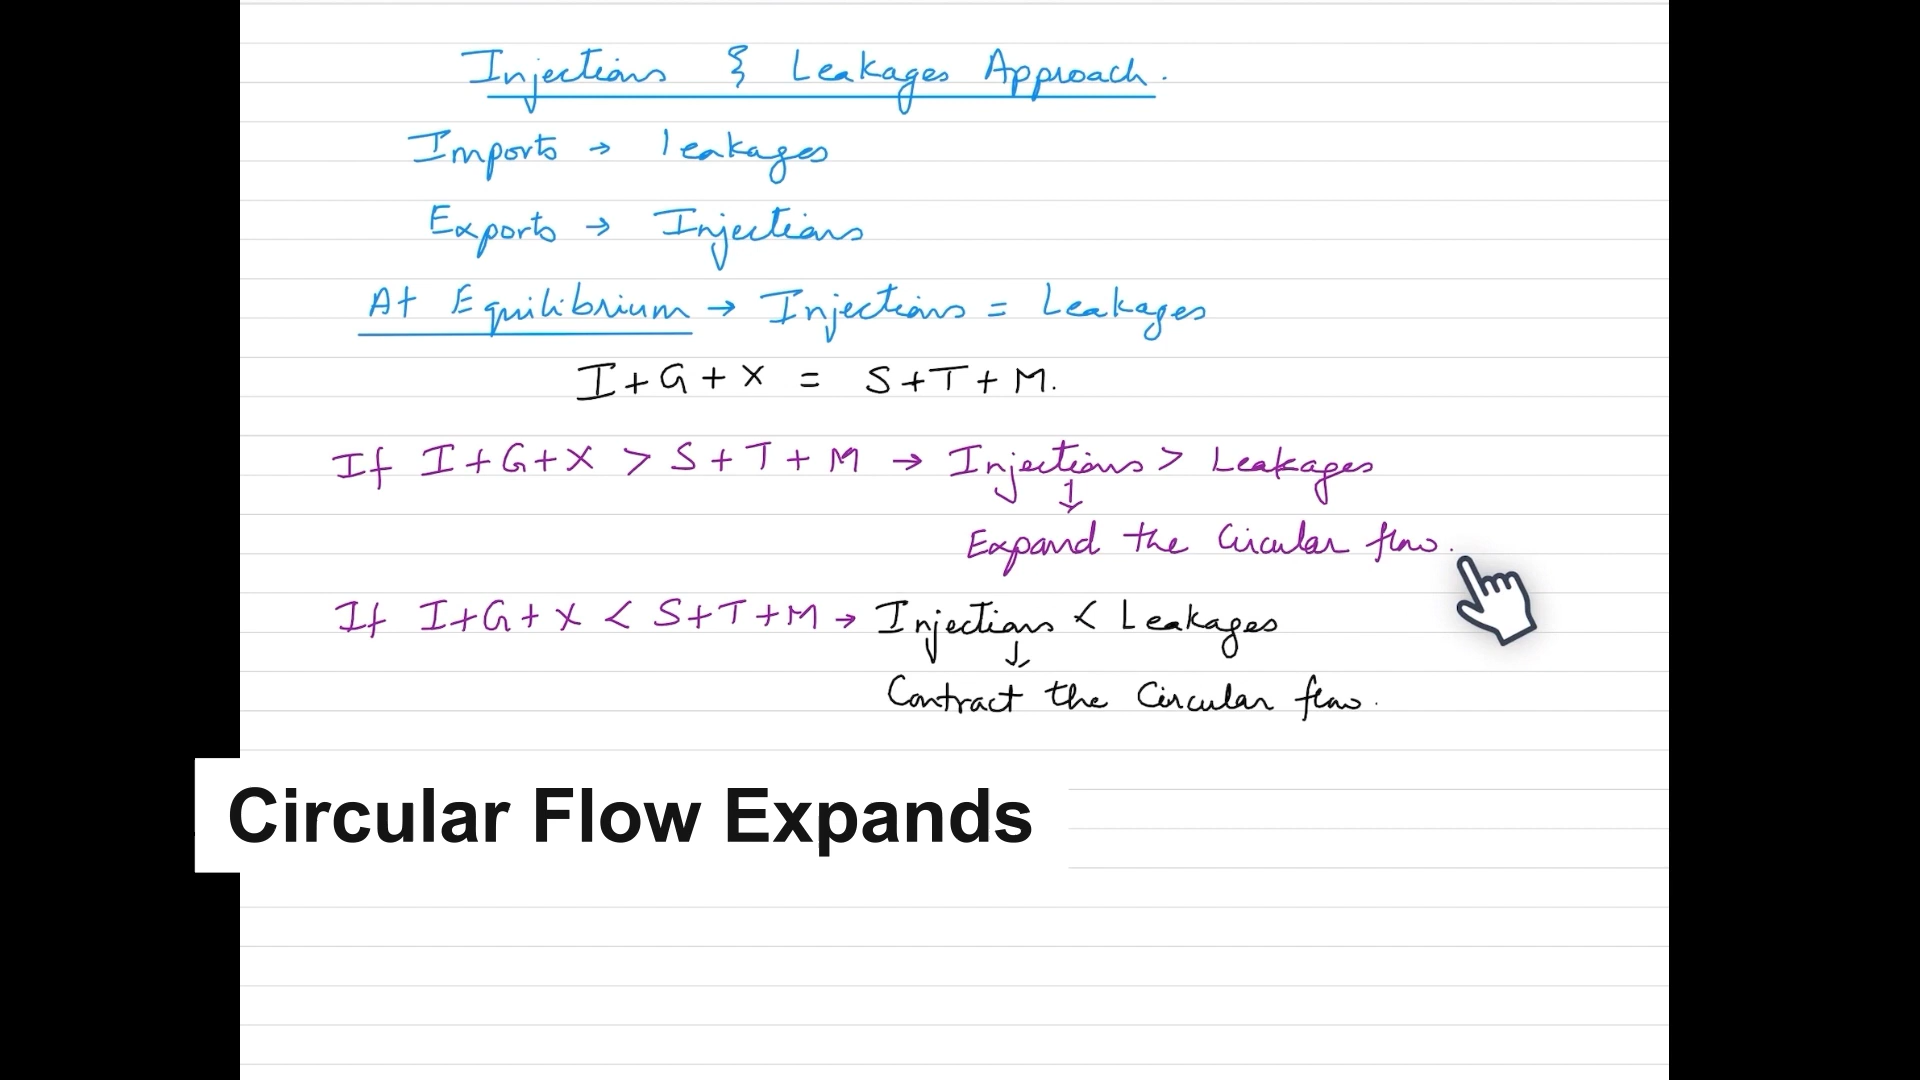 Injections & Leakages Approach.
Imports → leakages
Exports → Injections
At Equilibrium → Injections = Leakages
I+G+X = S+T+M.
If I+G+X > S+T+M → Injections > Leakages
↓
Expand the Circular flow.
If I+G+X < S+T+M → Injections < Leakages
↓
Contract the Circular flow.
Circular Flow Expands